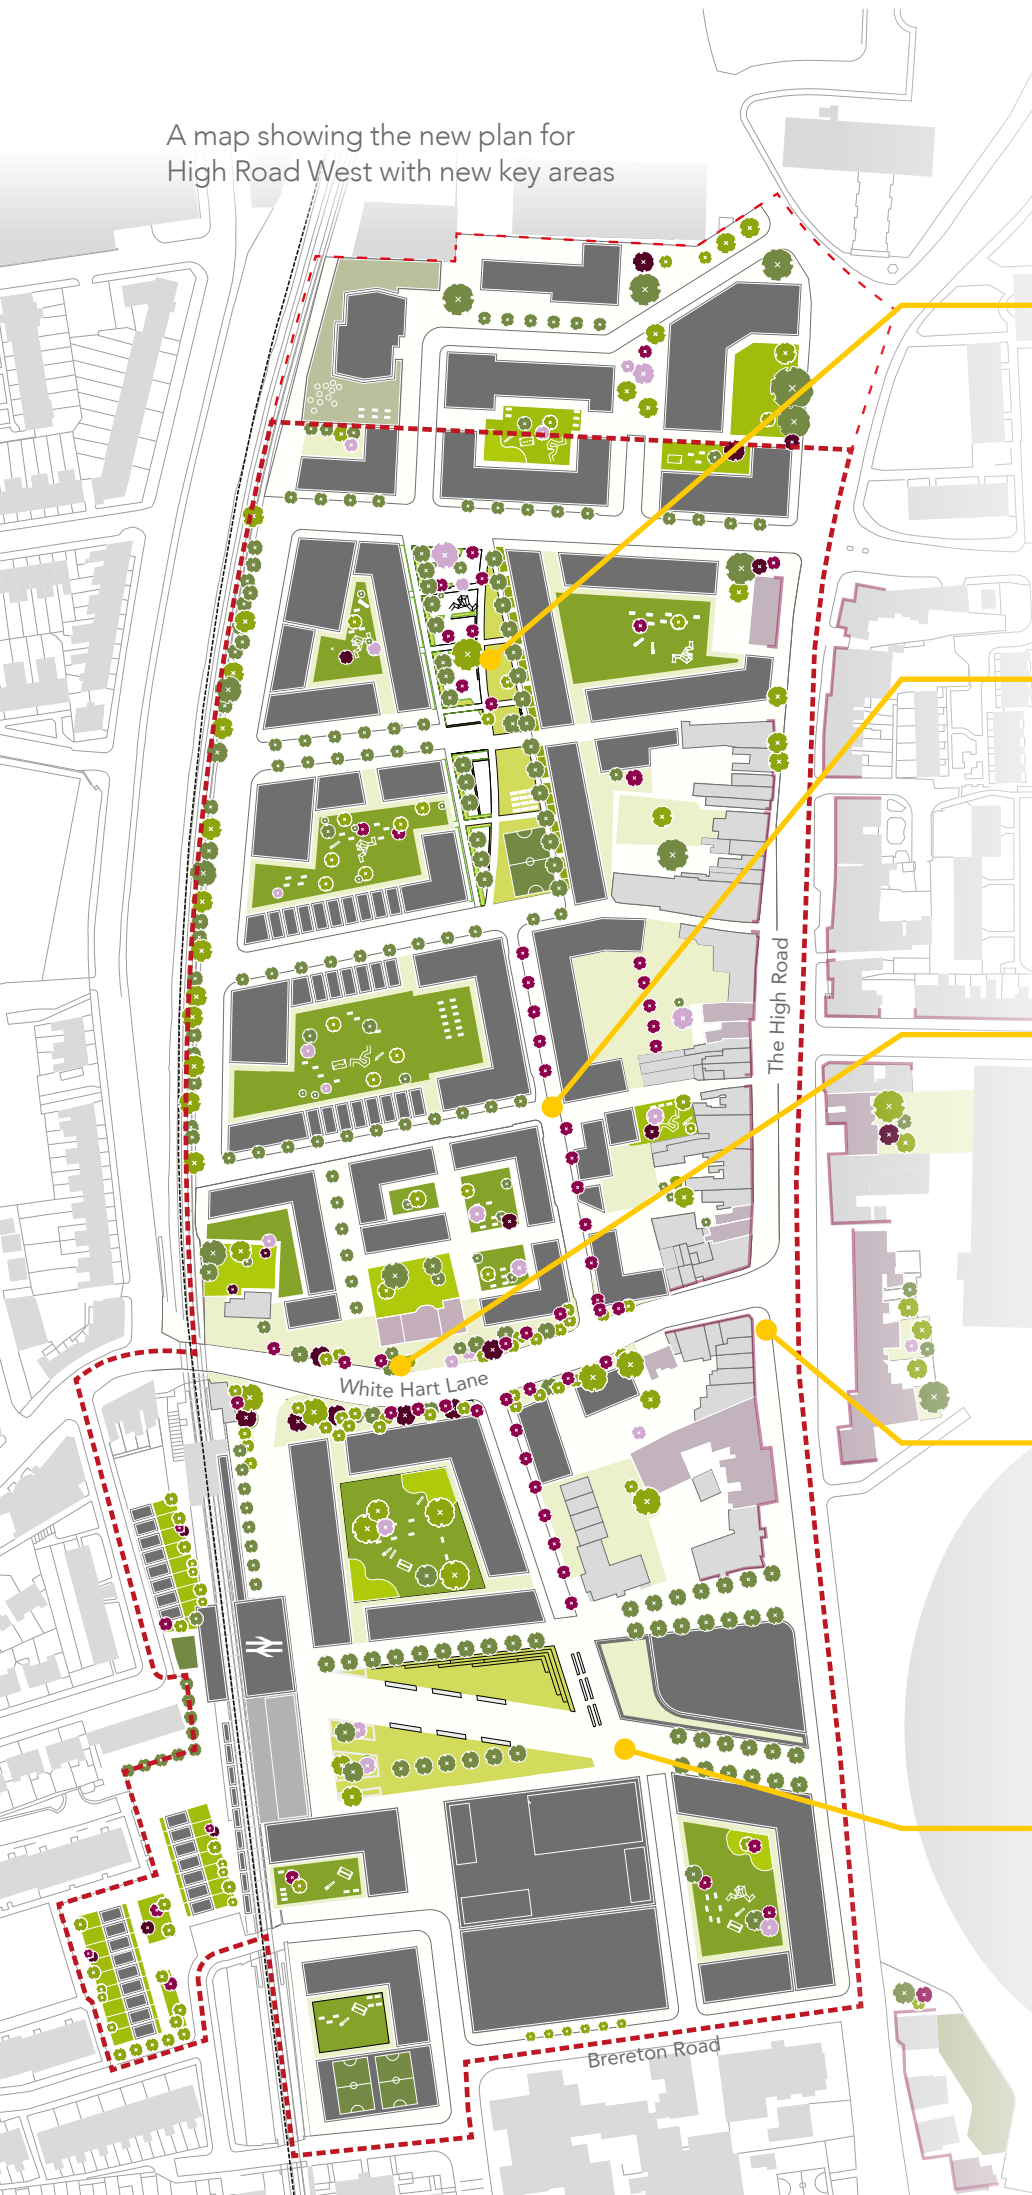 A map showing the new plan for
High Road West with new key areas
The High Road
White Hart Lane
Brereton Road